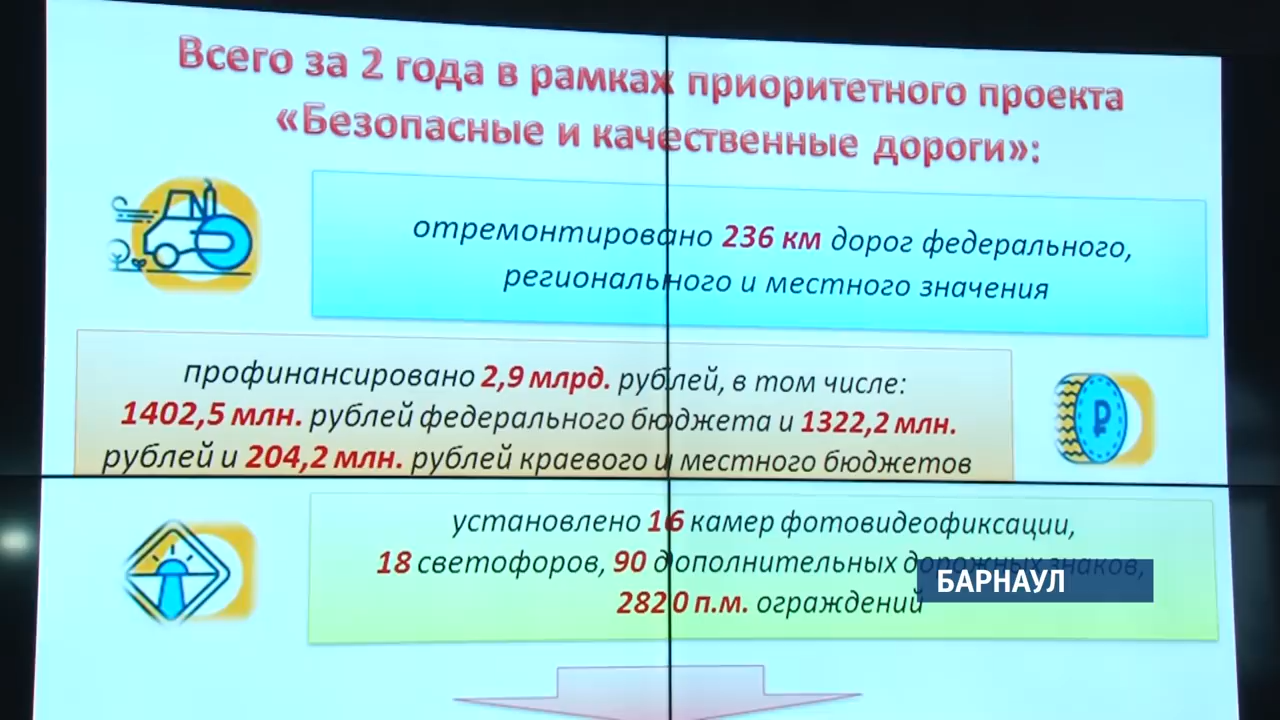 Всего за 2 года в рамках приоритетного проекта
«Безопасные и качественные дороги»:
отремонтировано 236 км дорог федерального,
регионального и местного значения
профинансировано 2,9 млрд. рублей, в том числе:
1402,5 млн. рублей федерального бюджета и 1322,2 млн.
рублей и 204,2 млн. рублей краевого и местного бюджетов
установлено 16 камер фотовидеофиксации,
18 светофоров, 90 дополнительных дорожных знаков,
2820 п.м. ограждений
БАРНАУЛ